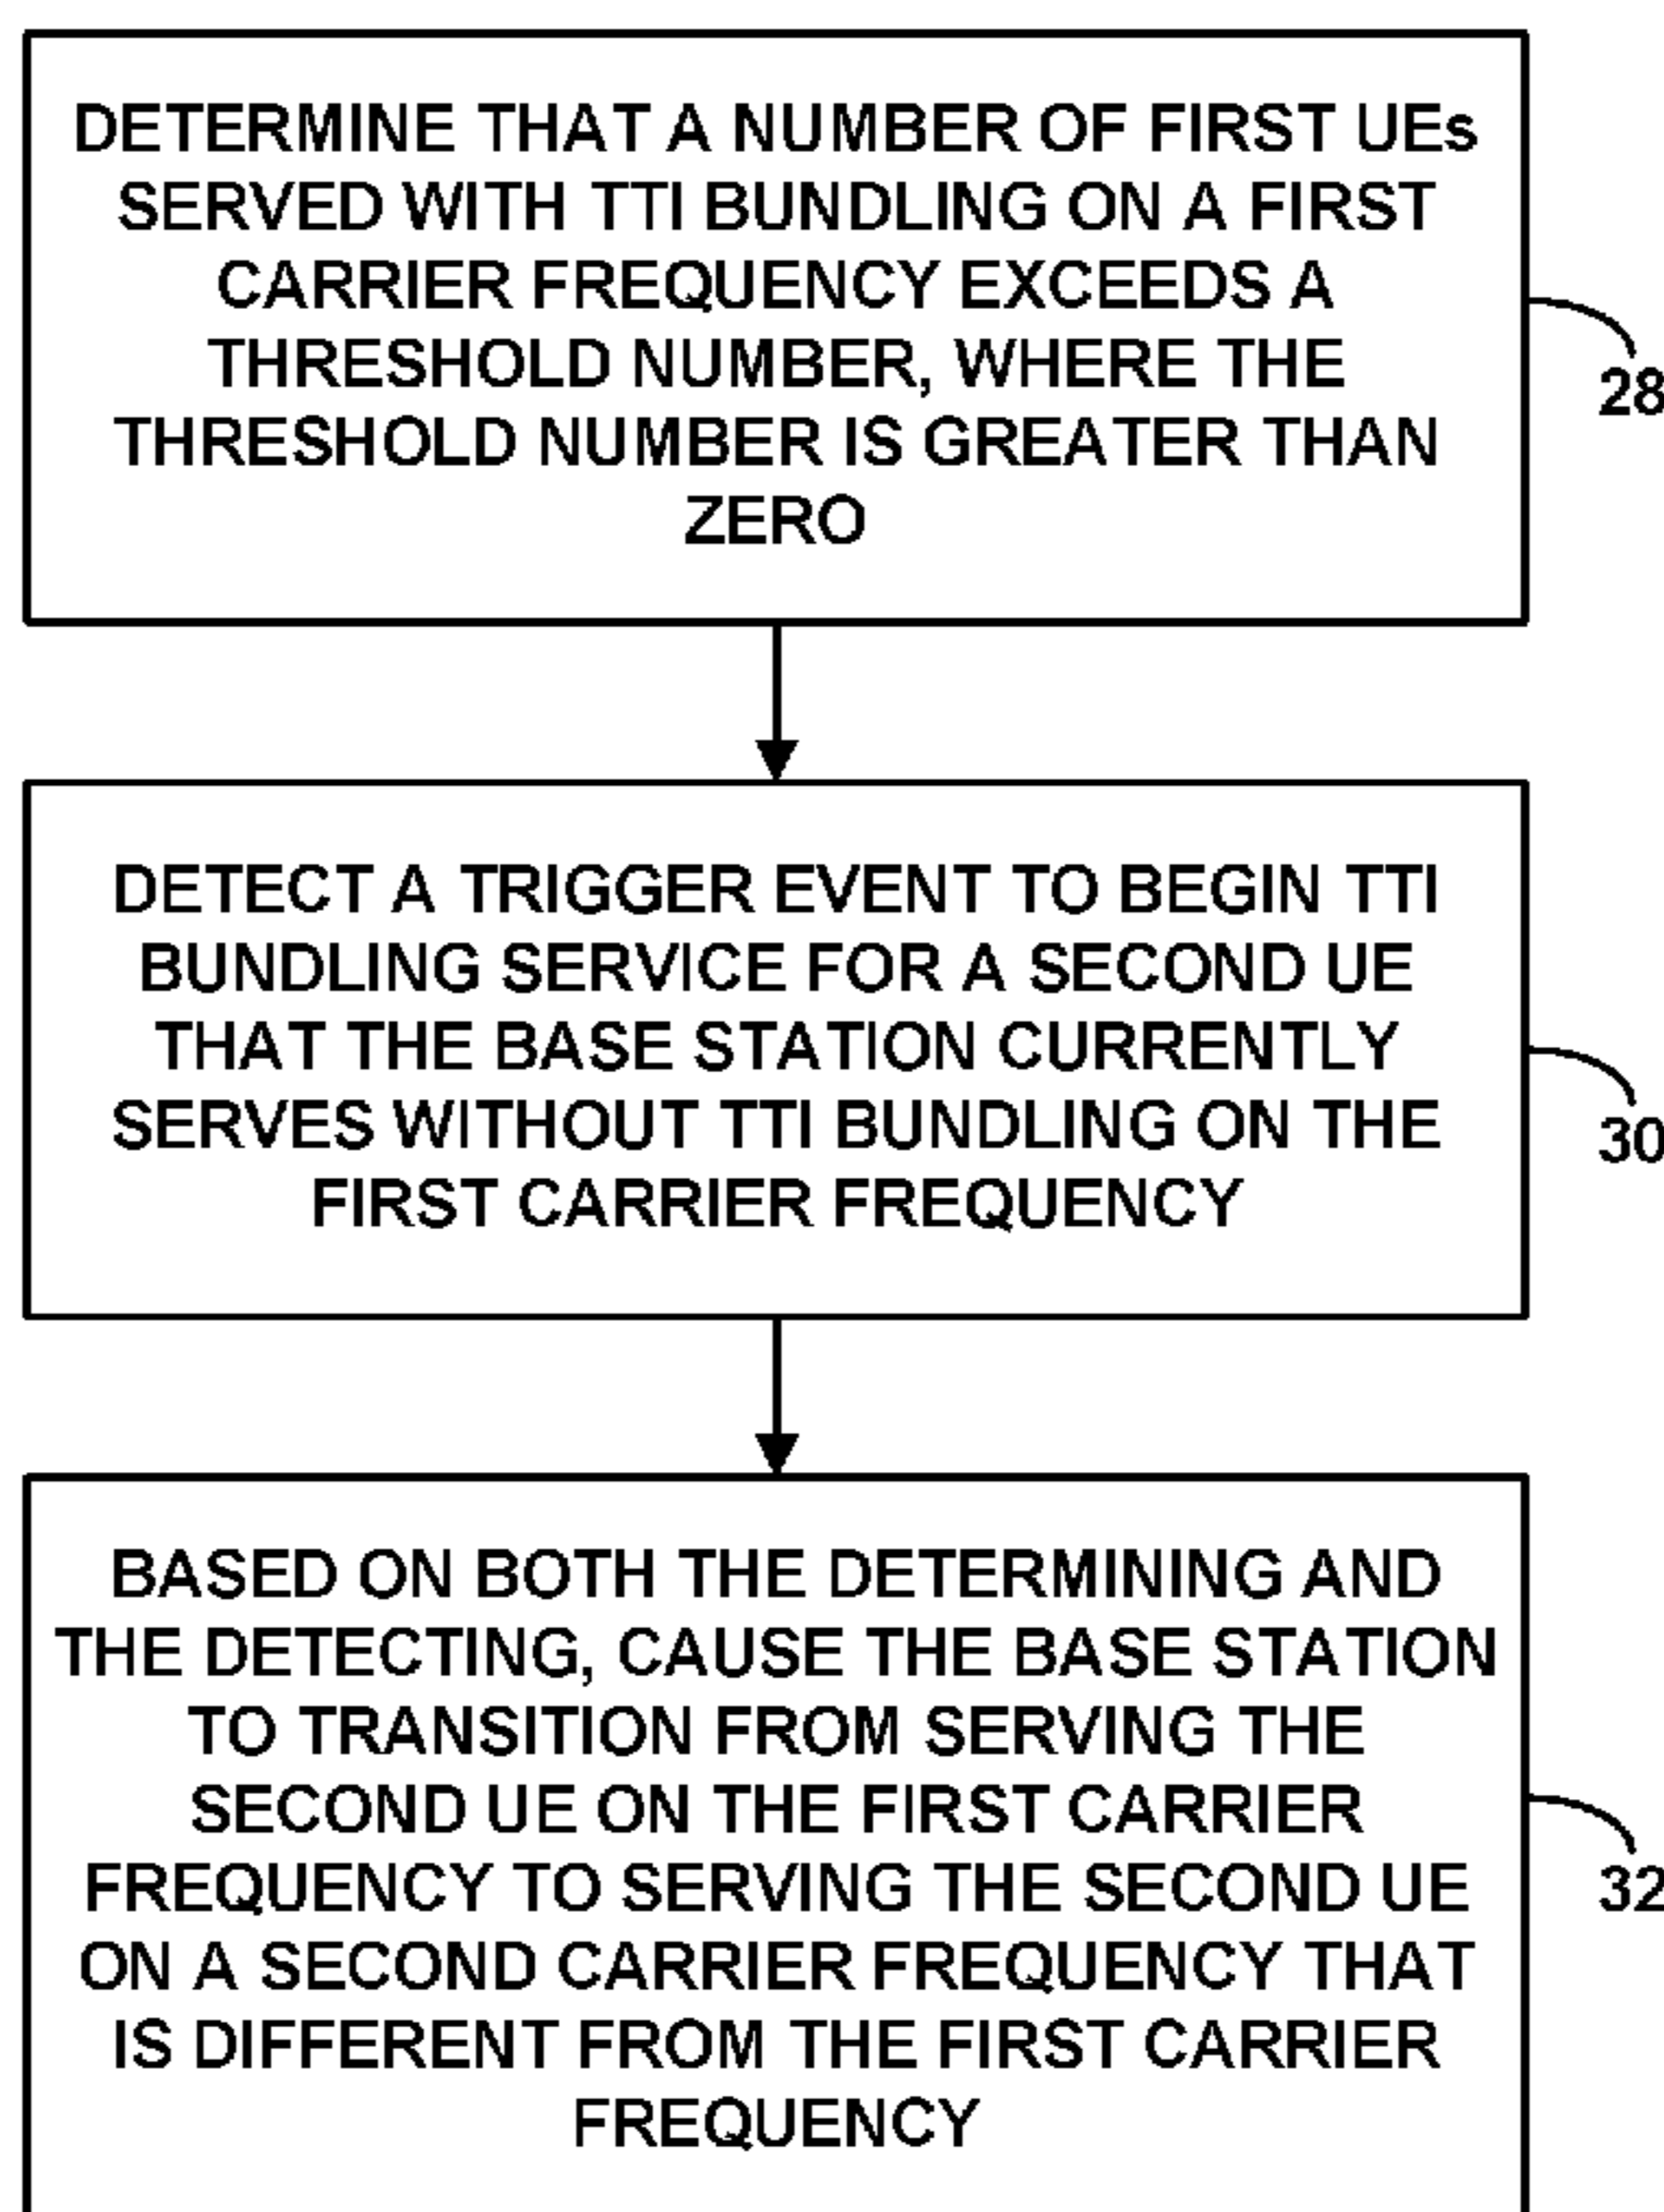 DETERMINE THAT A NUMBER OF FIRST UEs
SERVED WITH TTI BUNDLING ON A FIRST
CARRIER FREQUENCY EXCEEDS A
THRESHOLD NUMBER, WHERE THE
THRESHOLD NUMBER IS GREATER THAN
ZERO
28
DETECT A TRIGGER EVENT TO BEGIN TTI
BUNDLING SERVICE FOR A SECOND UE
THAT THE BASE STATION CURRENTLY
SERVES WITHOUT TTI BUNDLING ON THE
FIRST CARRIER FREQUENCY
30
BASED ON BOTH THE DETERMINING AND
THE DETECTING, CAUSE THE BASE STATION
TO TRANSITION FROM SERVING THE
SECOND UE ON THE FIRST CARRIER
FREQUENCY TO SERVING THE SECOND UE
ON A SECOND CARRIER FREQUENCY THAT
IS DIFFERENT FROM THE FIRST CARRIER
FREQUENCY
32